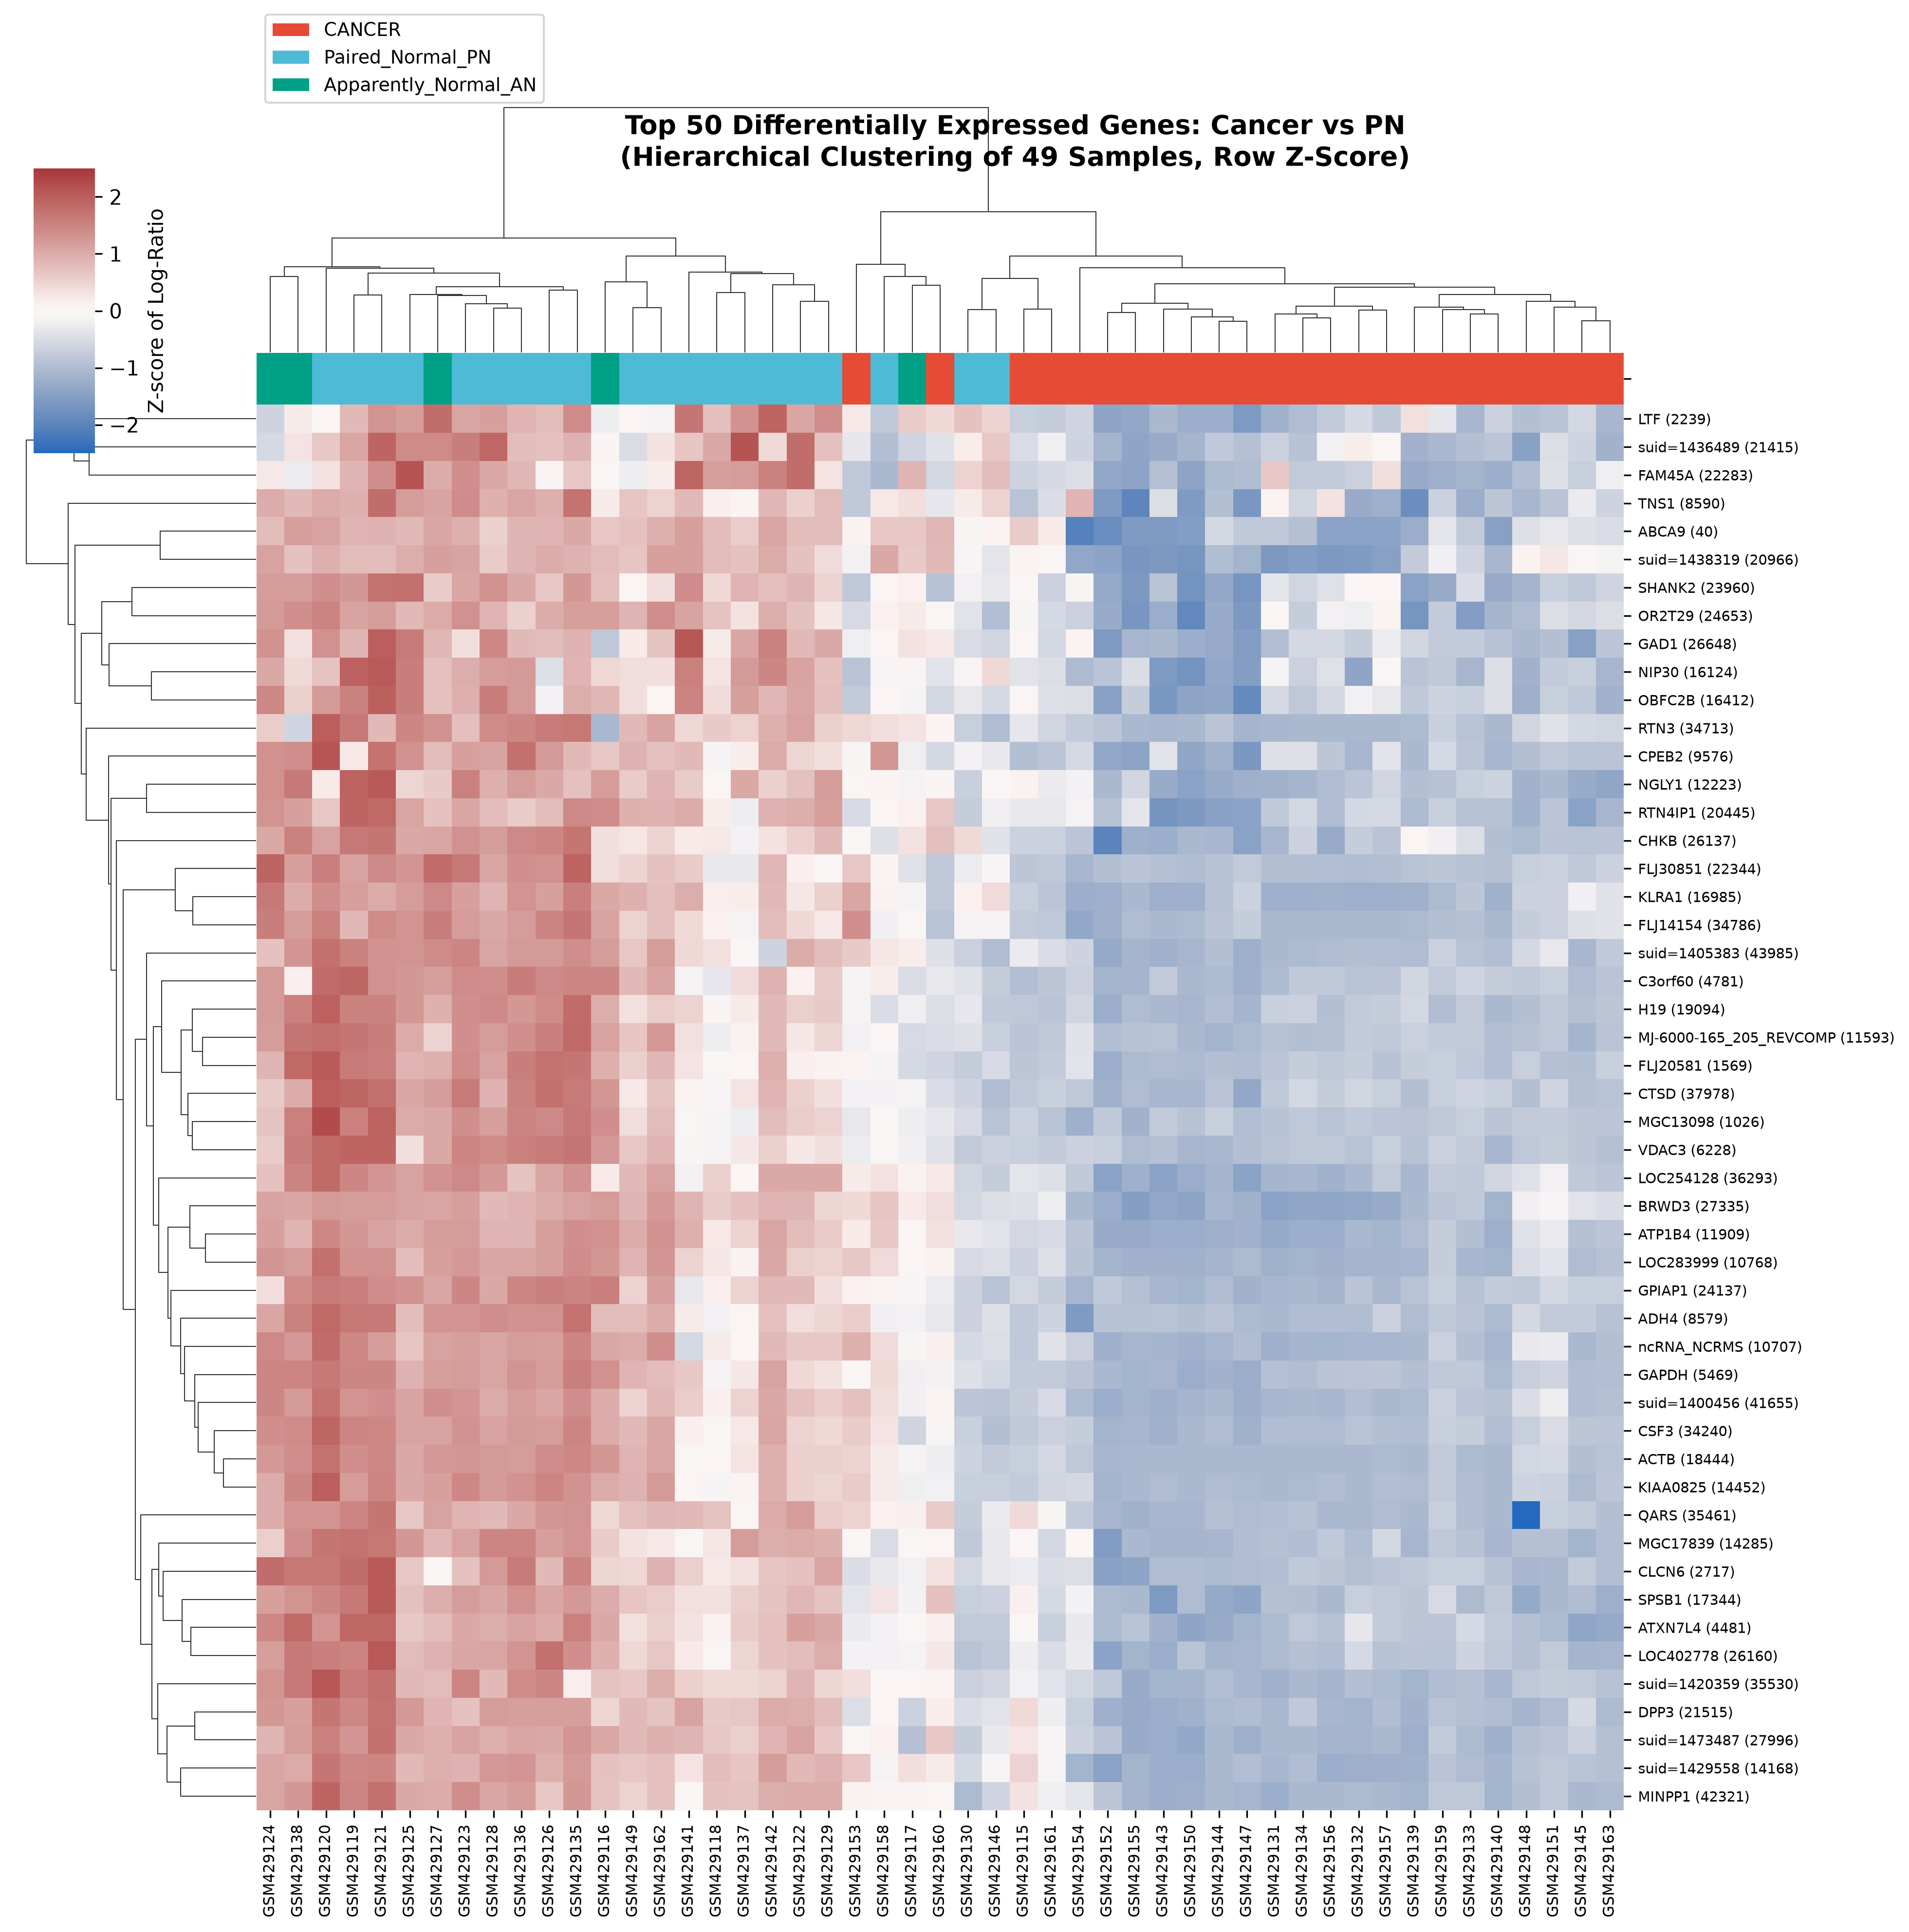 CANCER
Paired_Normal_PN
Apparently_Normal_AN
Top 50 Differentially Expressed Genes: Cancer vs PN
(Hierarchical Clustering of 49 Samples, Row Z-Score)
2
1
0
−1
−2
Z-score of Log-Ratio
LTF (2239)
suid=1436489 (21415)
FAM45A (22283)
TNS1 (8590)
ABCA9 (40)
suid=1438319 (20966)
SHANK2 (23960)
OR2T29 (24653)
GAD1 (26648)
NIP30 (16124)
OBFC2B (16412)
RTN3 (34713)
CPEB2 (9576)
NGLY1 (12223)
RTN4IP1 (20445)
CHKB (26137)
FLJ30851 (22344)
KLRA1 (16985)
FLJ14154 (34786)
suid=1405383 (43985)
C3orf60 (4781)
H19 (19094)
MJ-6000-165_205_REVCOMP (11593)
FLJ20581 (1569)
CTSD (37978)
MGC13098 (1026)
VDAC3 (6228)
LOC254128 (36293)
BRWD3 (27335)
ATP1B4 (11909)
LOC283999 (10768)
GPIAP1 (24137)
ADH4 (8579)
ncRNA_NCRMS (10707)
GAPDH (5469)
suid=1400456 (41655)
CSF3 (34240)
ACTB (18444)
KIAA0825 (14452)
QARS (35461)
MGC17839 (14285)
CLCN6 (2717)
SPSB1 (17344)
ATXN7L4 (4481)
LOC402778 (26160)
suid=1420359 (35530)
DPP3 (21515)
suid=1473487 (27996)
suid=1429558 (14168)
MINPP1 (42321)
GSM429124
GSM429138
GSM429120
GSM429119
GSM429121
GSM429125
GSM429127
GSM429123
GSM429128
GSM429136
GSM429126
GSM429135
GSM429116
GSM429149
GSM429162
GSM429141
GSM429118
GSM429137
GSM429142
GSM429122
GSM429129
GSM429153
GSM429158
GSM429117
GSM429160
GSM429130
GSM429146
GSM429115
GSM429161
GSM429154
GSM429152
GSM429155
GSM429143
GSM429150
GSM429144
GSM429147
GSM429131
GSM429134
GSM429156
GSM429132
GSM429157
GSM429139
GSM429159
GSM429133
GSM429140
GSM429148
GSM429151
GSM429145
GSM429163